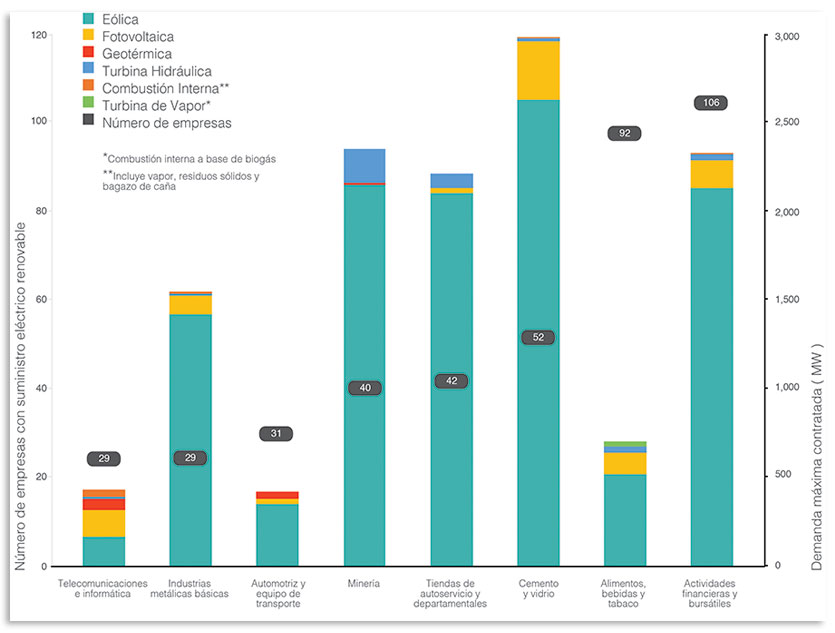 Eólica
Fotovoltaica
Geotérmica
Turbina Hidráulica
Combustión Interna**
Turbina de Vapor*
Número de empresas
*Combustión interna a base de biogás
**Incluye vapor, residuos sólidos y
bagazo de caña
Número de empresas con suministro eléctrico renovable
120
100
80
60
40
20
0
3,000
2,500
2,000
1,500
1,000
500
0
Demanda máxima contratada ( MW )
29
29
31
40
42
52
92
106
Telecomunicaciones
e informática
Industrias
metálicas básicas
Automotriz y
equipo de
transporte
Minería
Tiendas de
autoservicio y
departamentales
Cemento
y vidrio
Alimentos,
bebidas y
tabaco
Actividades
financieras y
bursátiles